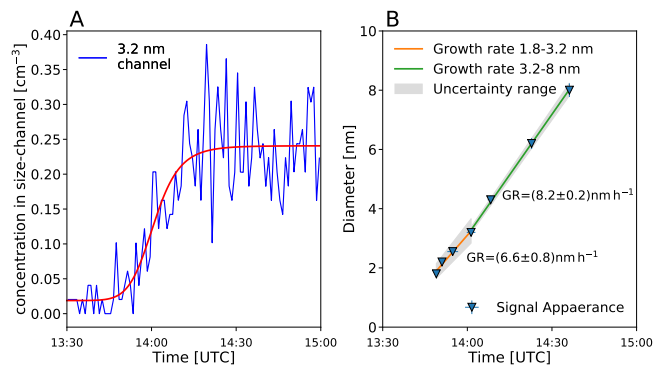 A
3.2 nm
channel
concentration in size-channel [cm⁻³]
0.40
0.35
0.30
0.25
0.20
0.15
0.10
0.05
0.00
13:30
14:00
14:30
15:00
Time [UTC]
B
Growth rate 1.8-3.2 nm
Growth rate 3.2-8 nm
Uncertainty range
Diameter [nm]
10
8
6
4
2
0
GR=(8.2±0.2)nm h⁻¹
GR=(6.6±0.8)nm h⁻¹
Signal Appaerance
13:30
14:00
14:30
15:00
Time [UTC]